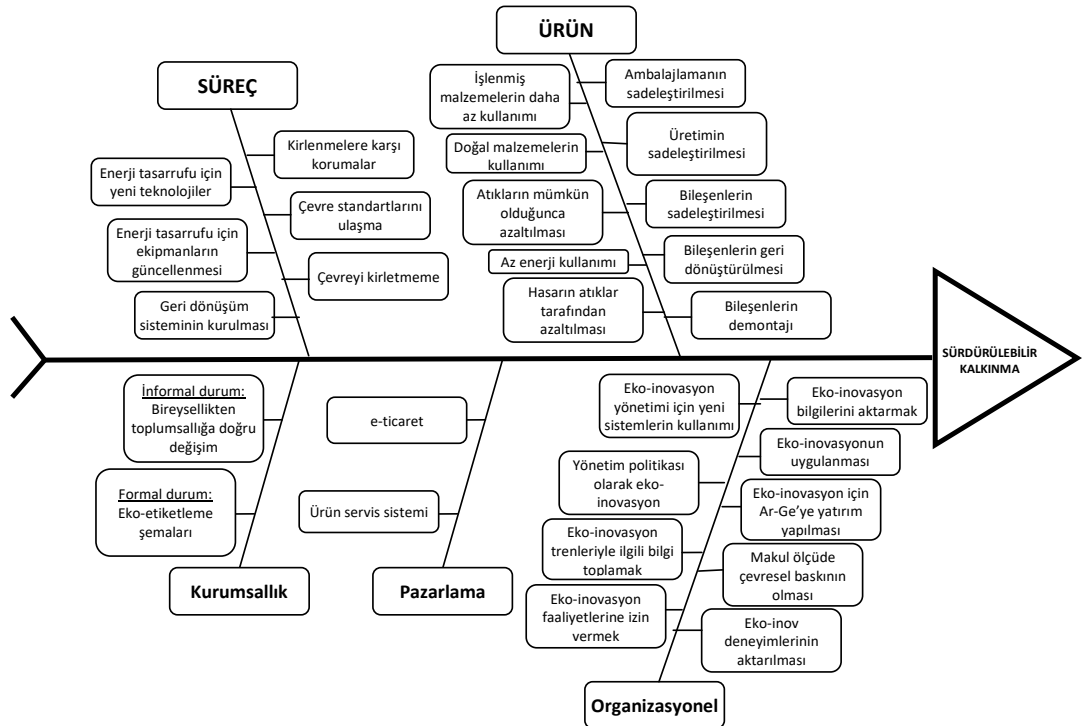 ÜRÜN
SÜREÇ
İşlenmiş
malzemelerin daha
az kullanımı
Ambalajlamanın
sadeleştirilmesi
Doğal malzemelerin
kullanımı
Üretimin
sadeleştirilmesi
Atıkların mümkün
olduğunca
azaltılması
Bileşenlerin
sadeleştirilmesi
Az enerji kullanımı
Bileşenlerin geri
dönüştürülmesi
Hasarın atıklar
tarafından
azaltılması
Bileşenlerin
demontajı
Kirlenmelere karşı
korumalar
Enerji tasarrufu için
yeni teknolojiler
Çevre standartlarını
ulaşma
Enerji tasarrufu için
ekipmanların
güncellenmesi
Çevreyi kirletmeme
Geri dönüşüm
sisteminin kurulması
SÜRDÜRÜLEBİLİR
KALKINMA
İnformal durum:
Bireysellikten
toplumsallığa doğru
değişim
Formal durum:
Eko-etiketleme
şemaları
Kurumsallık
e-ticaret
Ürün servis sistemi
Pazarlama
Eko-inovasyon
yönetimi için yeni
sistemlerin kullanımı
Eko-inovasyon
bilgilerini aktarmak
Yönetim politikası
olarak eko-
inovasyon
Eko-inovasyonun
uygulanması
Eko-inovasyon için
Ar-Ge’ye yatırım
yapılması
Eko-inovasyon
trenleriyle ilgili bilgi
toplamak
Makul ölçüde
çevresel baskının
olması
Eko-inovasyon
faaliyetlerine izin
vermek
Eko-inov
deneyimlerinin
aktarılması
Organizasyonel